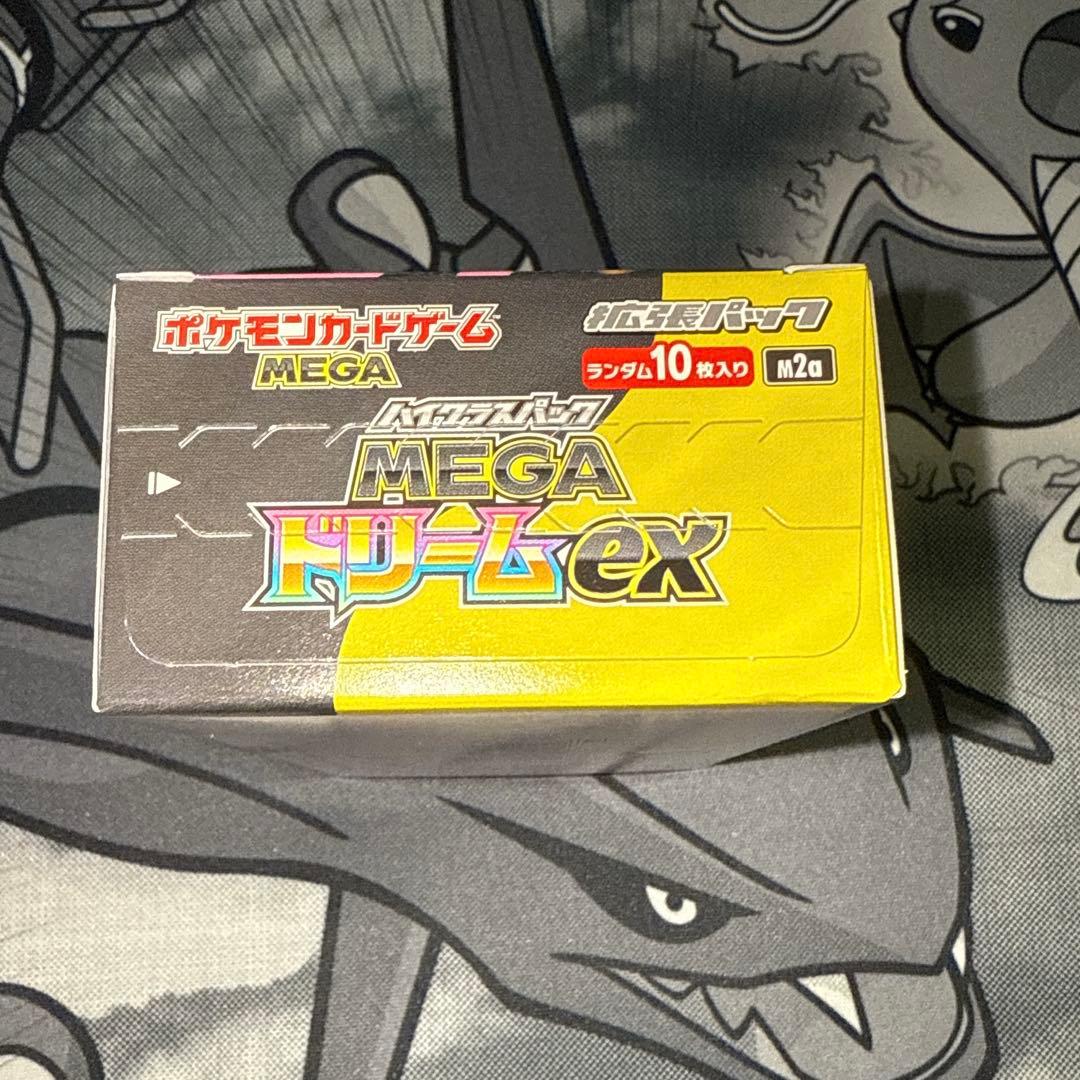 ポケモンカードゲーム™
MEGA
拡張パック
ランダム10枚入り M2a
ハイクラスパック
MEGA
ドリームex